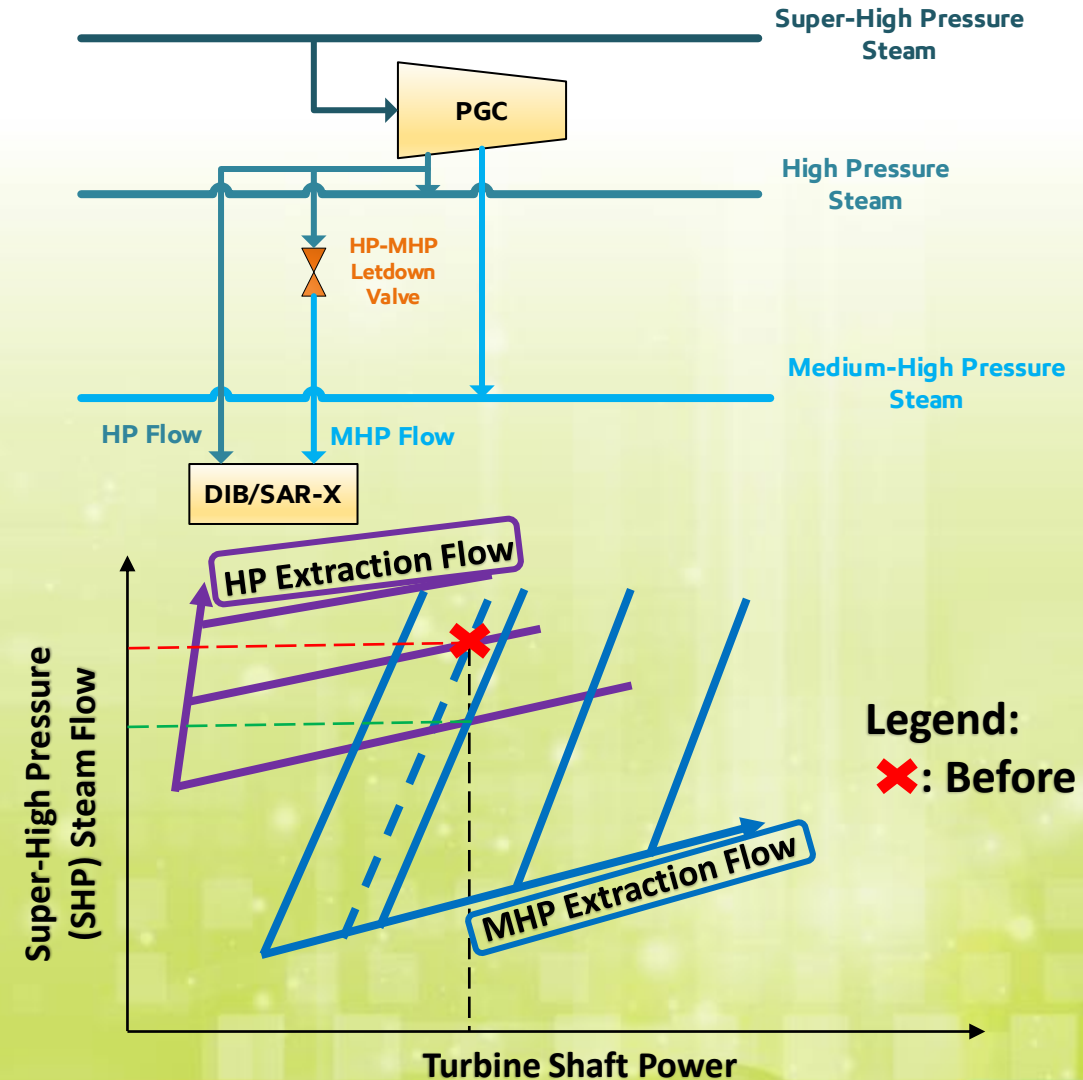 Super-High Pressure
Steam
PGC
High Pressure
Steam
HP-MHP
Letdown
Valve
Medium-High Pressure
Steam
HP Flow
MHP Flow
DIB/SAR-X
HP Extraction Flow
Super-High Pressure
(SHP) Steam Flow
Legend:
: Before
MHP Extraction Flow
Turbine Shaft Power